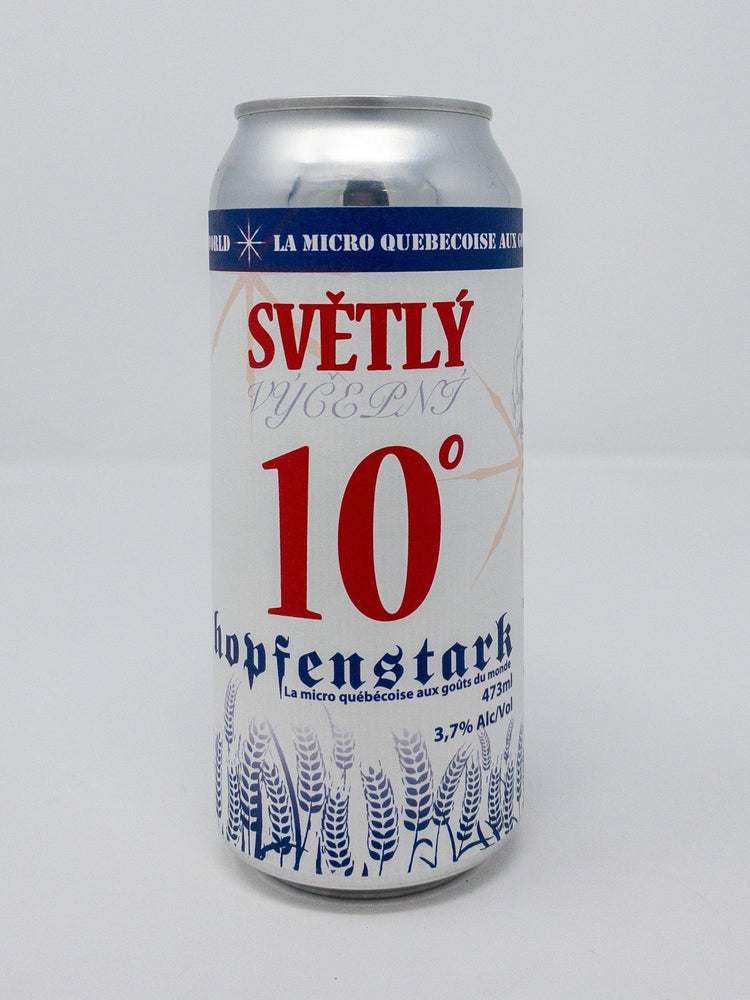 LA MICRO QUEBECOISE AUX
SVĚTLÝ
VÝČEPNÍ
10°
hopfenstark
La micro québécoise aux goûts du monde
473ml
3,7% Alc/Vol